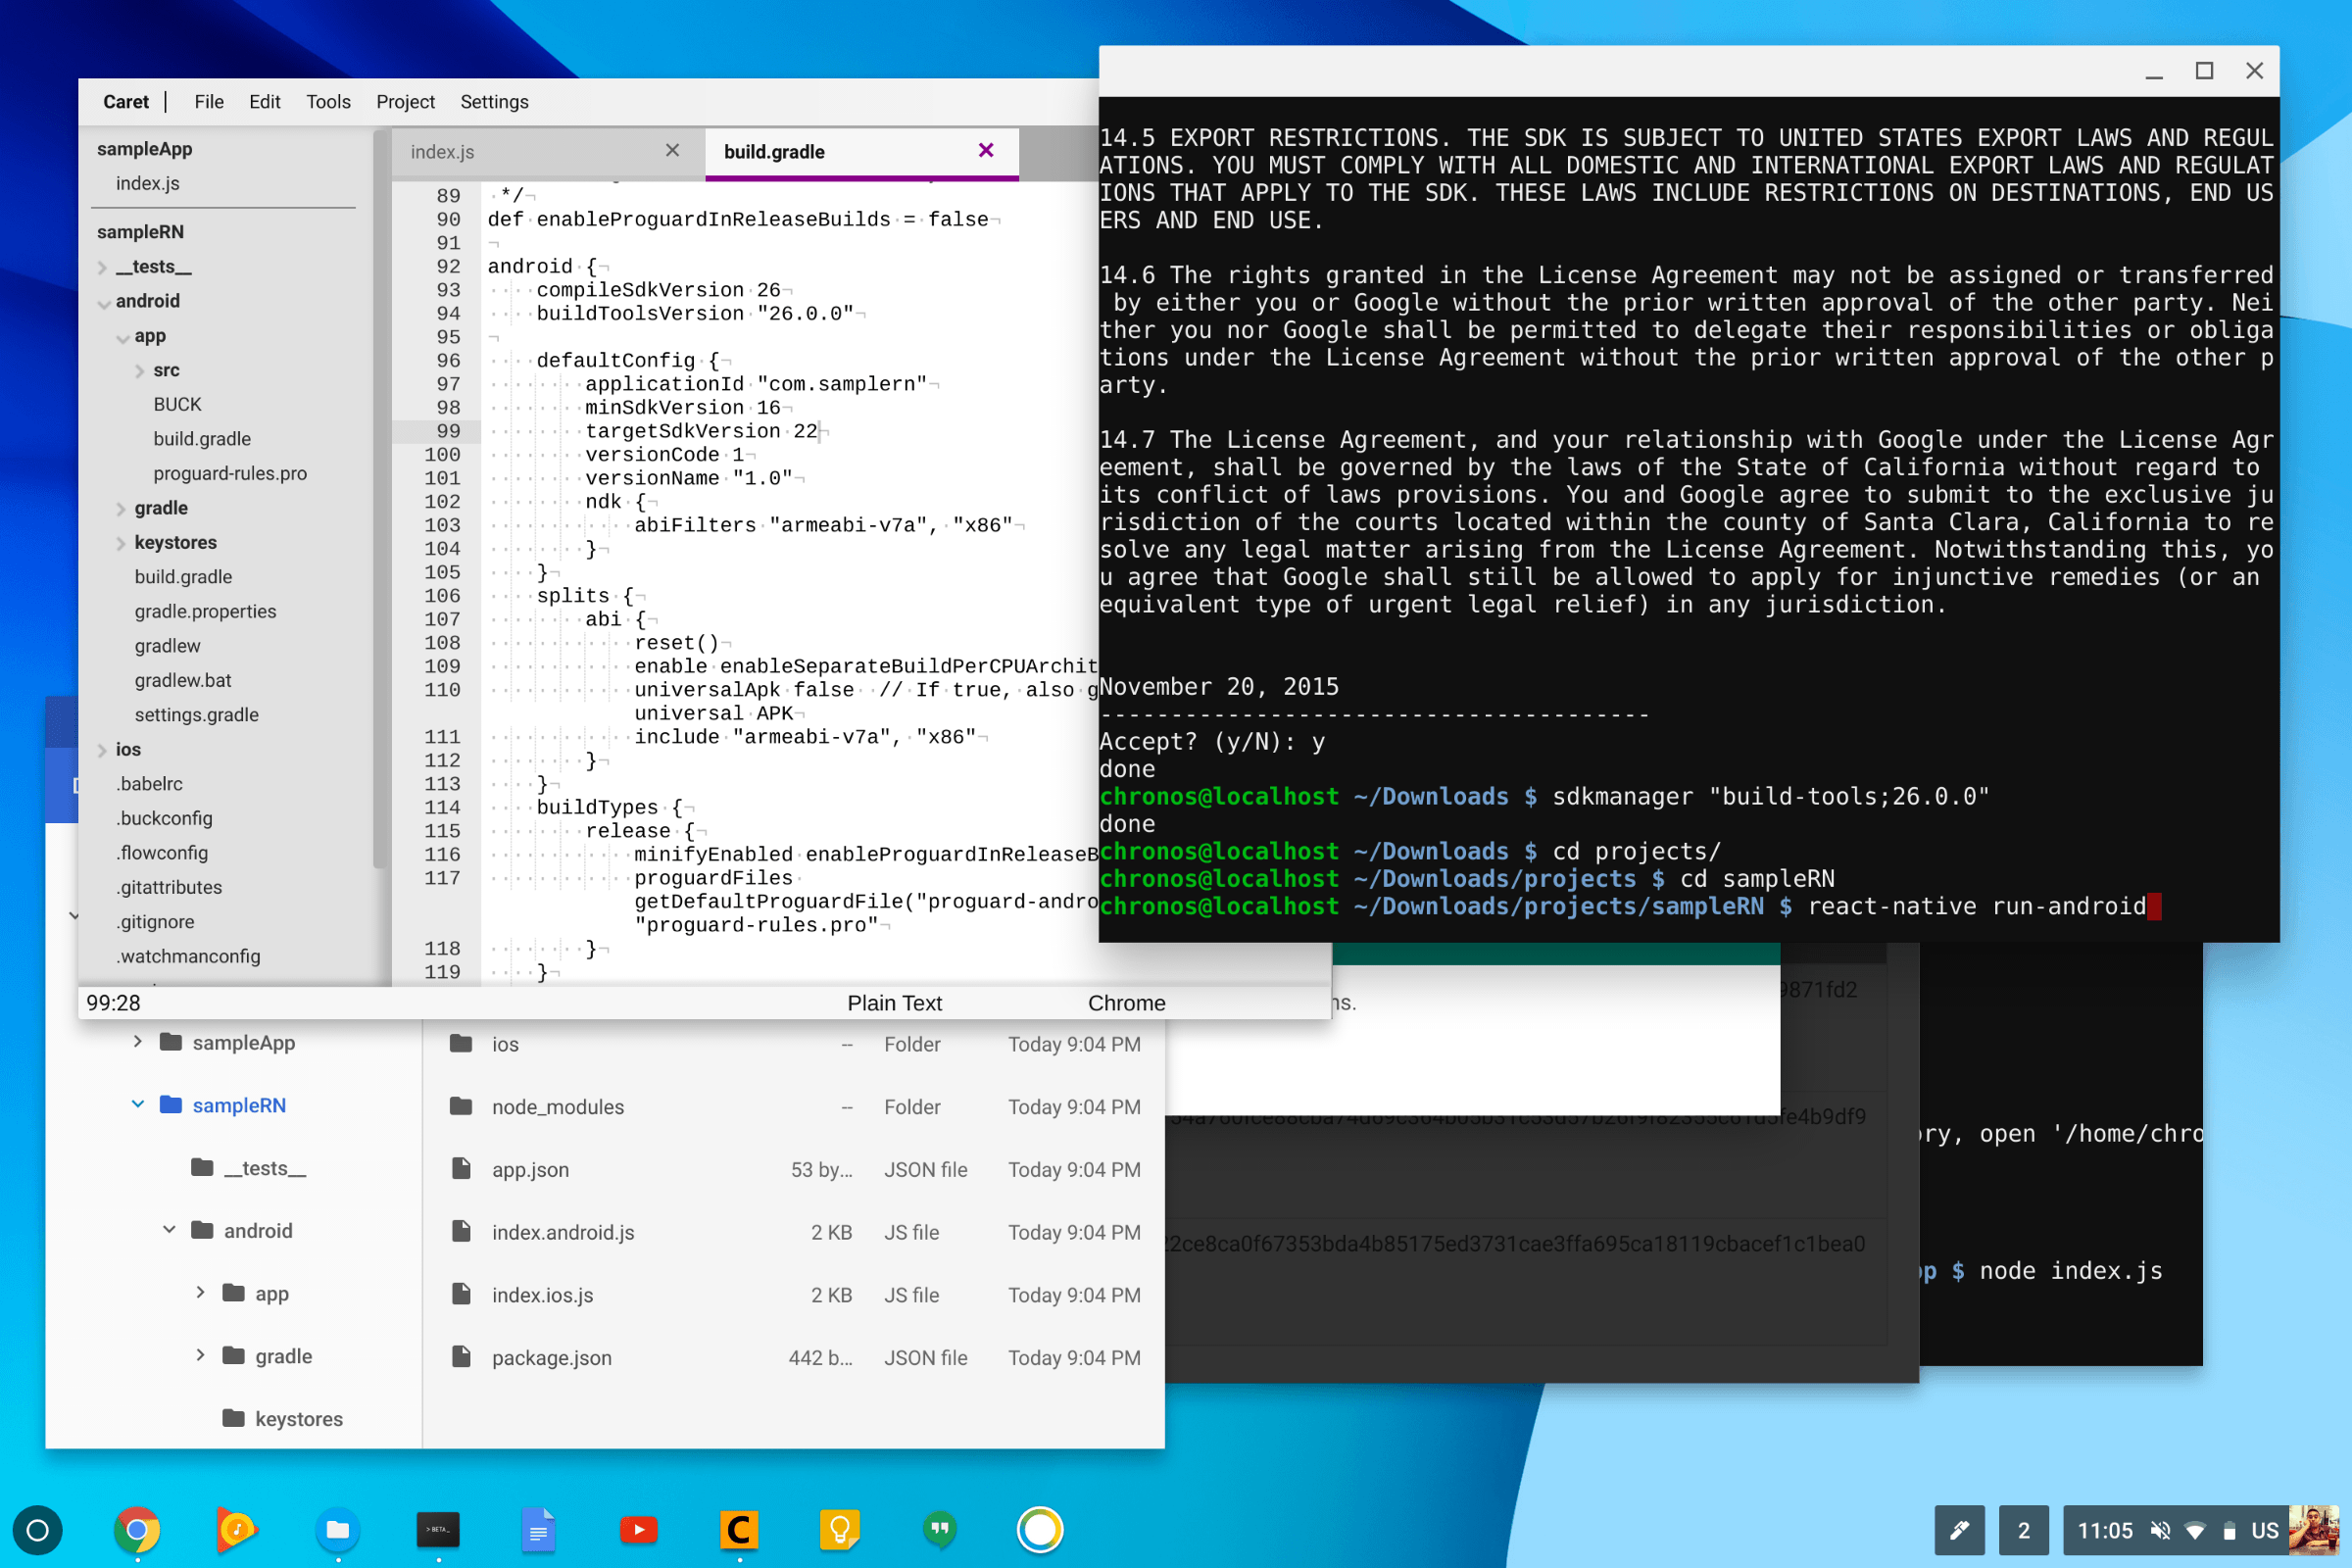 Caret | File Edit Tools Project Settings
sampleApp
index.js
sampleRN
__tests__
android
app
src
BUCK
build.gradle
proguard-rules.pro
gradle
keystores
build.gradle
gradle.properties
gradlew
gradlew.bat
settings.gradle
ios
.babelrc
.buckconfig
.flowconfig
.gitattributes
.gitignore
.watchmanconfig
index.js
build.gradle
89 */
90 def enableProguardInReleaseBuilds = false
91
92 android {
93 compileSdkVersion 26
94 buildToolsVersion "26.0.0"
95
96 defaultConfig {
97 applicationId "com.samplern"
98 minSdkVersion 16
99 targetSdkVersion 22
100 versionCode 1
101 versionName "1.0"
102 ndk {
103 abiFilters "armeabi-v7a", "x86"
104 }
105 }
106 splits {
107 abi {
108 reset()
109 enable enableSeparateBuildPerCPUArchit
110 universalApk false // If true, also g
universal APK
111 include "armeabi-v7a", "x86"
112 }
113 }
114 buildTypes {
115 release {
116 minifyEnabled enableProguardInReleaseB
117 proguardFiles
getDefaultProguardFile("proguard-andro
"proguard-rules.pro"
118 }
119 }
99:28 Plain Text Chrome
14.5 EXPORT RESTRICTIONS. THE SDK IS SUBJECT TO UNITED STATES EXPORT LAWS AND REGUL
ATIONS. YOU MUST COMPLY WITH ALL DOMESTIC AND INTERNATIONAL EXPORT LAWS AND REGULAT
IONS THAT APPLY TO THE SDK. THESE LAWS INCLUDE RESTRICTIONS ON DESTINATIONS, END US
ERS AND END USE.
14.6 The rights granted in the License Agreement may not be assigned or transferred
by either you or Google without the prior written approval of the other party. Nei
ther you nor Google shall be permitted to delegate their responsibilities or obliga
tions under the License Agreement without the prior written approval of the other p
arty.
14.7 The License Agreement, and your relationship with Google under the License Agr
eement, shall be governed by the laws of the State of California without regard to
its conflict of laws provisions. You and Google agree to submit to the exclusive ju
risdiction of the courts located within the county of Santa Clara, California to re
solve any legal matter arising from the License Agreement. Notwithstanding this, yo
u agree that Google shall still be allowed to apply for injunctive remedies (or an
equivalent type of urgent legal relief) in any jurisdiction.
November 20, 2015
---------------------------------------
Accept? (y/N): y
done
chronos@localhost ~/Downloads $ sdkmanager "build-tools;26.0.0"
done
chronos@localhost ~/Downloads $ cd projects/
chronos@localhost ~/Downloads/projects $ cd sampleRN
chronos@localhost ~/Downloads/projects/sampleRN $ react-native run-android
sampleApp
sampleRN
__tests__
android
app
gradle
keystores
ios -- Folder Today 9:04 PM
node_modules -- Folder Today 9:04 PM
app.json 53 by... JSON file Today 9:04 PM
index.android.js 2 KB JS file Today 9:04 PM
index.ios.js 2 KB JS file Today 9:04 PM
package.json 442 b... JSON file Today 9:04 PM
ns.
9871fd2
fe4b9df9
22ce8ca0f67353bda4b85175ed3731cae3ffa695ca18119cbacef1c1bea0
ory, open '/home/chro
pp $ node index.js
>BETA_
C
2
11:05 US